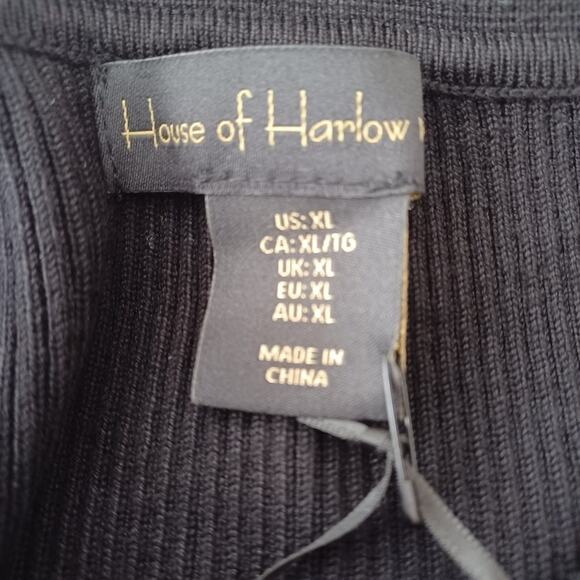 House of Harlow
US: XL
CA: XL/TG
UK: XL
EU: XL
AU: XL
MADE IN
CHINA